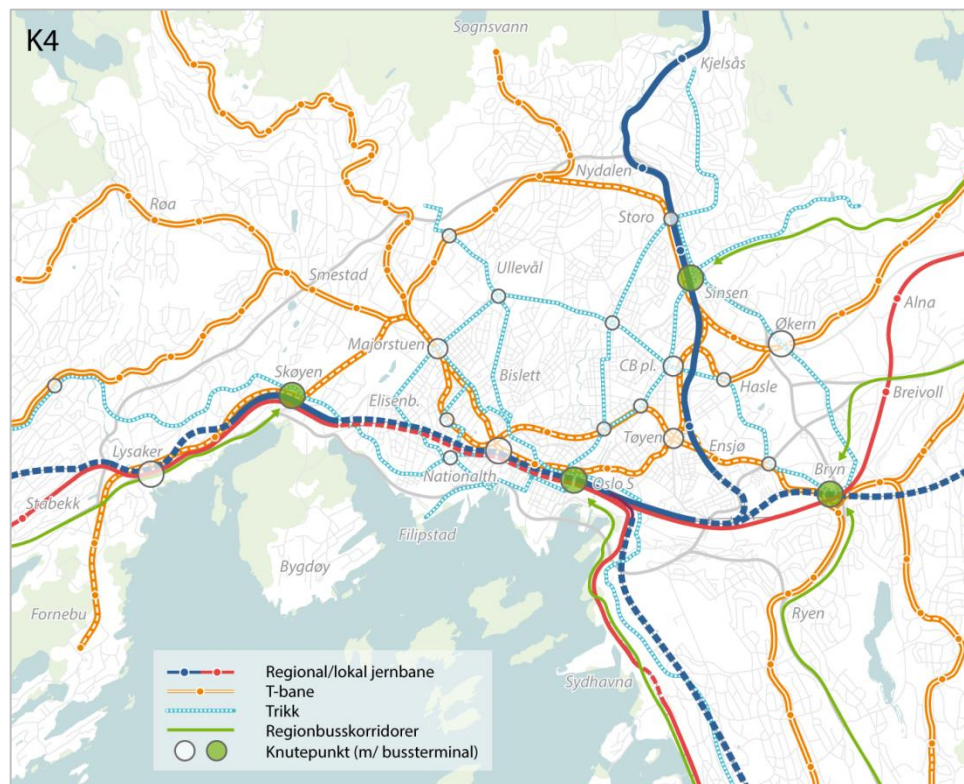 K4
Sognsvann
Kjelsås
Nydalen
Røa
Storo
Ullevål
Smestad
Sinsen
Alna
Majorstuen
Økern
Skøyen
CB pl.
Bislett
Hasle
Breivoll
Elisenb.
Tøyen
Ensjø
Lysaker
Bryn
Nationalth.
Oslo S
Stabekk
Filipstad
Bygdøy
Fornebu
Ryen
Sydhavna
Regional/lokal jernbane
T-bane
Trikk
Regionbusskorridorer
Knutepunkt (m/ bussterminal)